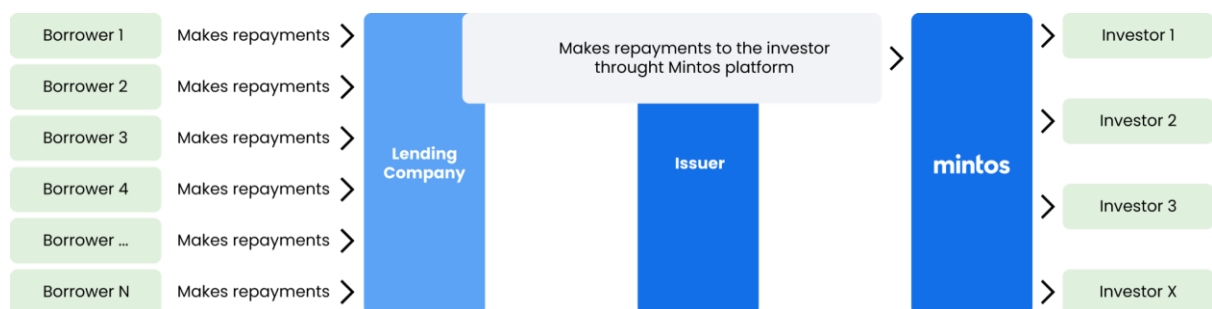 Borrower 1 Makes repayments
Makes repayments to the investor
throught Mintos platform
Investor 1
Borrower 2 Makes repayments
Investor 2
Borrower 3 Makes repayments
Lending
Company
Issuer
mintos
Borrower 4 Makes repayments
Investor 3
Borrower ... Makes repayments
Borrower N Makes repayments
Investor X